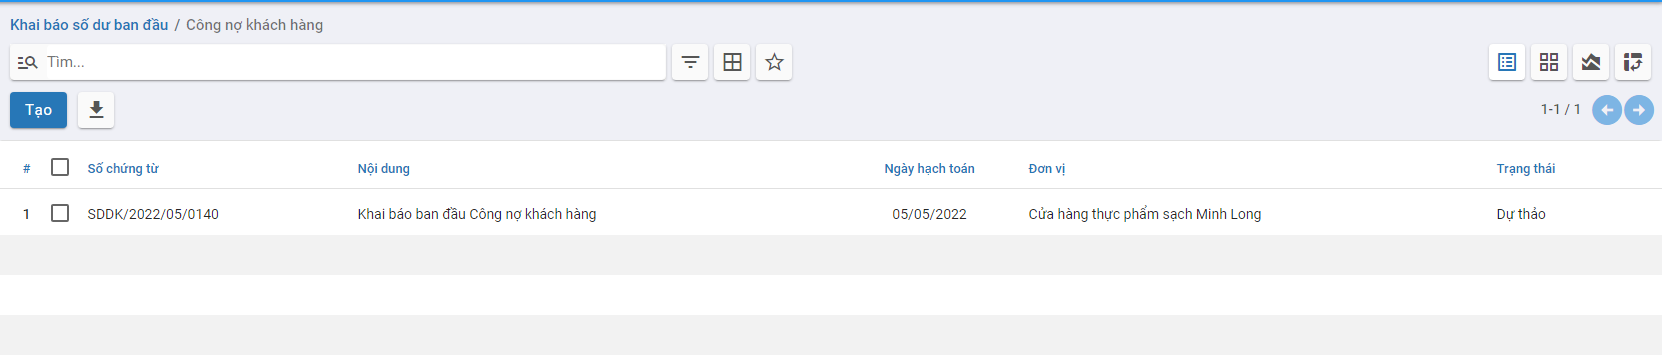 Khai báo số dư ban đầu / Công nợ khách hàng
Tìm...
Tạo
1-1 / 1
# Số chứng từ Nội dung Ngày hạch toán Đơn vị Trạng thái
1 SDDK/2022/05/0140 Khai báo ban đầu Công nợ khách hàng 05/05/2022 Cửa hàng thực phẩm sạch Minh Long Dự thảo